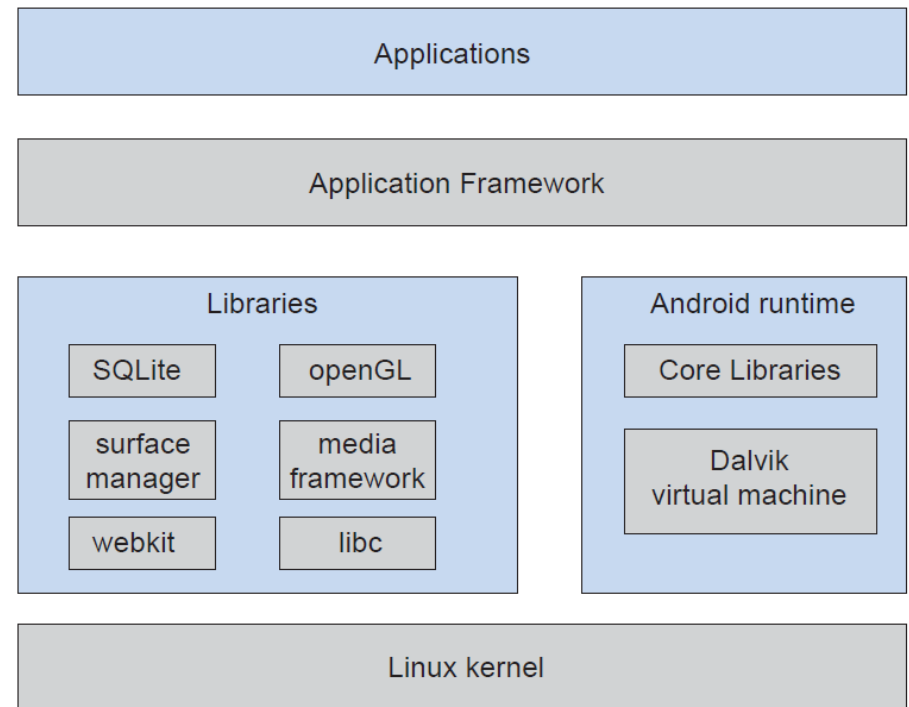 Applications
Application Framework
Libraries
SQLite
openGL
surface
manager
media
framework
webkit
libc
Android runtime
Core Libraries
Dalvik
virtual machine
Linux kernel